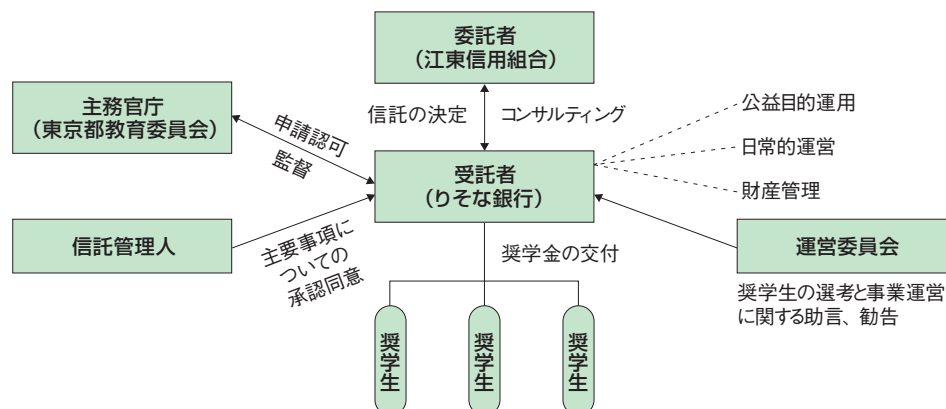 委託者
（江東信用組合）
主務官庁
（東京都教育委員会）
信託の決定
コンサルティング
公益目的運用
日常的運営
財産管理
申請認可
監督
受託者
（りそな銀行）
信託管理人
主要事項に
ついての
承認同意
奨学金の交付
運営委員会
奨学生の選考と事業運営
に関する助言、勧告
奨学生
奨学生
奨学生